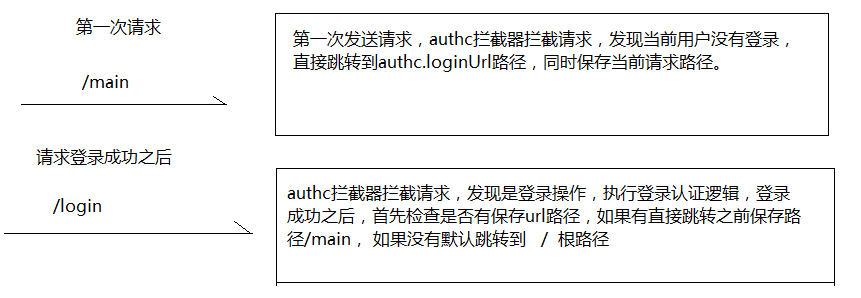 第一次请求
/main
第一次发送请求，authc拦截器拦截请求，发现当前用户没有登录，
直接跳转到authc.loginUrl路径，同时保存当前请求路径。
请求登录成功之后
/login
authc拦截器拦截请求，发现是登录操作，执行登录认证逻辑，登录
成功之后，首先检查是否有保存url路径，如果有直接跳转之前保存路
径/main， 如果没有默认跳转到 / 根路径